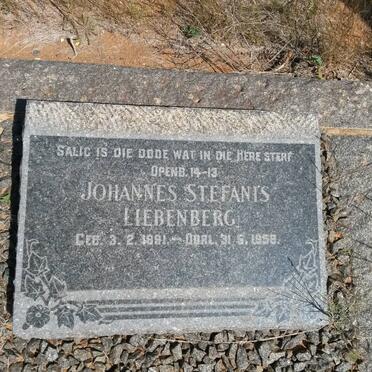 SALIG IS DIE DODE WAT IN DIE HERE STERF
OPENB. 14-13
JOHANNES STEFANUS
LIEBENBERG
GEB. 3. 2. 1881. — OORL. 31. 5. 1958.